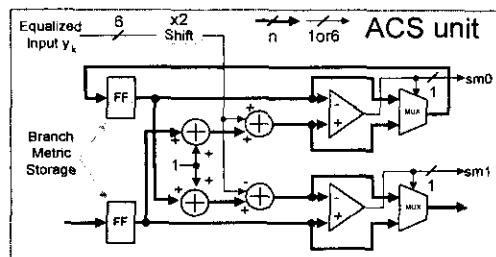 Equalized
Input yk
6
x2
Shift
n
1or6
ACS unit
FF
-
+
MUX
1
sm0
Branch
Metric
Storage
+
+
+
+
1
+
+
+
-
+
FF
-
+
MUX
1
sm1